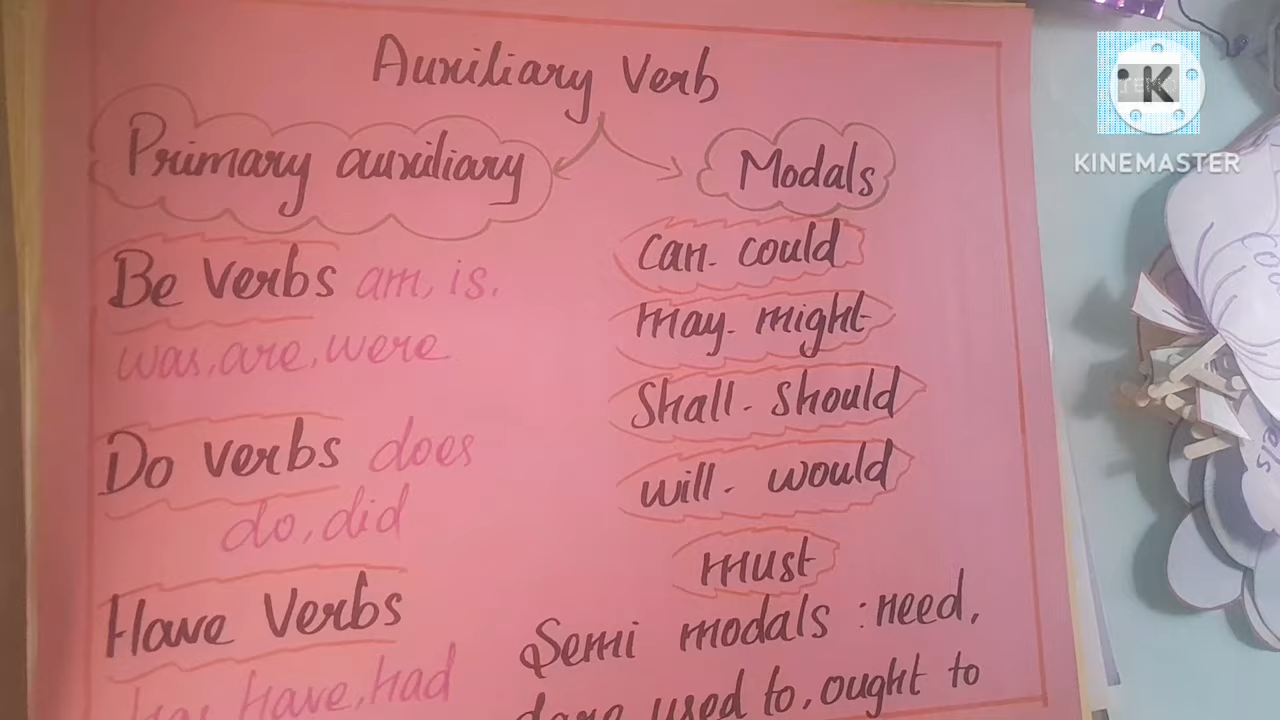 Auxiliary Verb
Primary auxiliary
Modals
Be verbs am, is,
was, are, were
Do verbs does
do, did
Have Verbs
has, have, had
can - could
may - might
Shall - should
will - would
must
Semi modals : need,
dare, used to, ought to
K
KINEMASTER